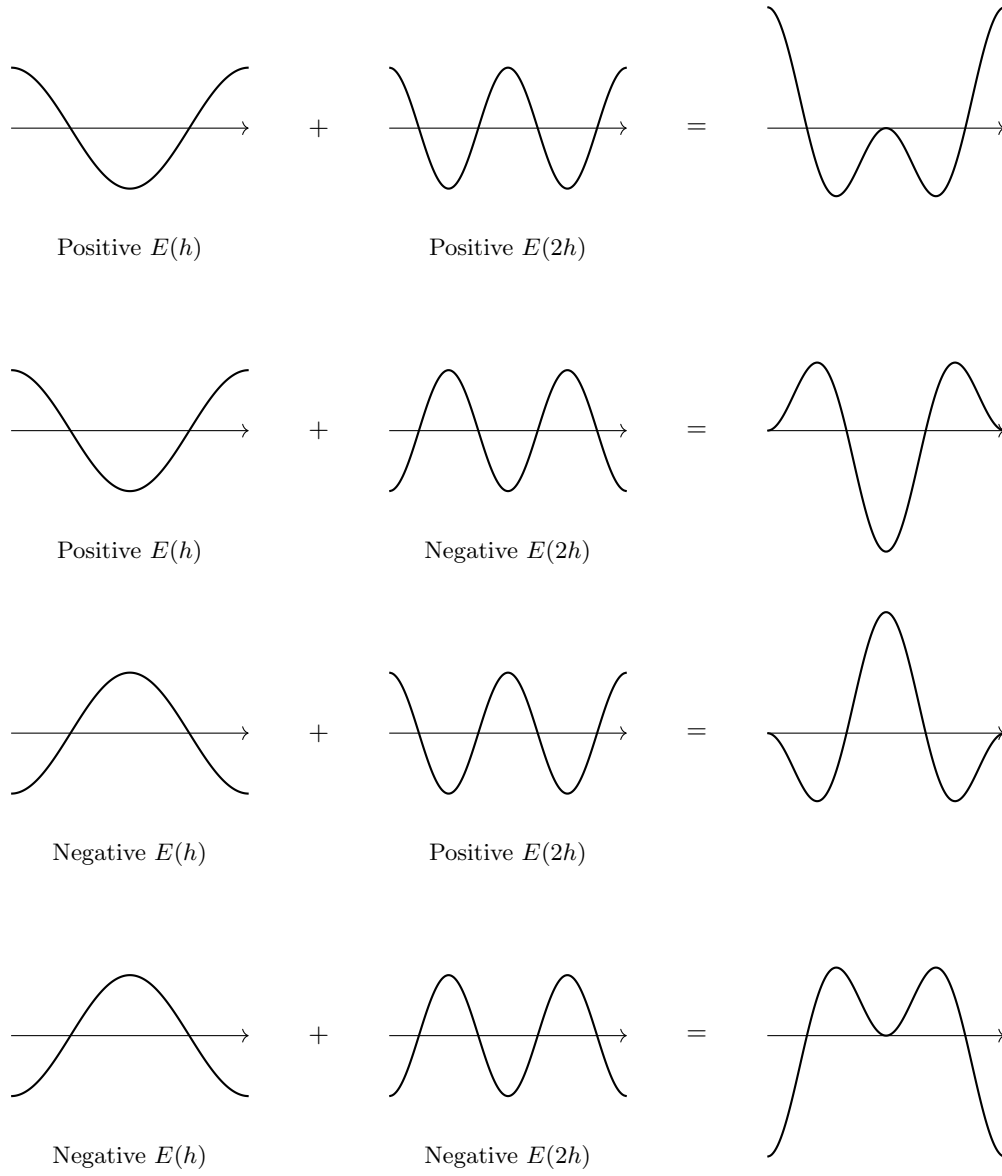 + =
Positive E(h) Positive E(2h)
+ =
Positive E(h) Negative E(2h)
+ =
Negative E(h) Positive E(2h)
+ =
Negative E(h) Negative E(2h)